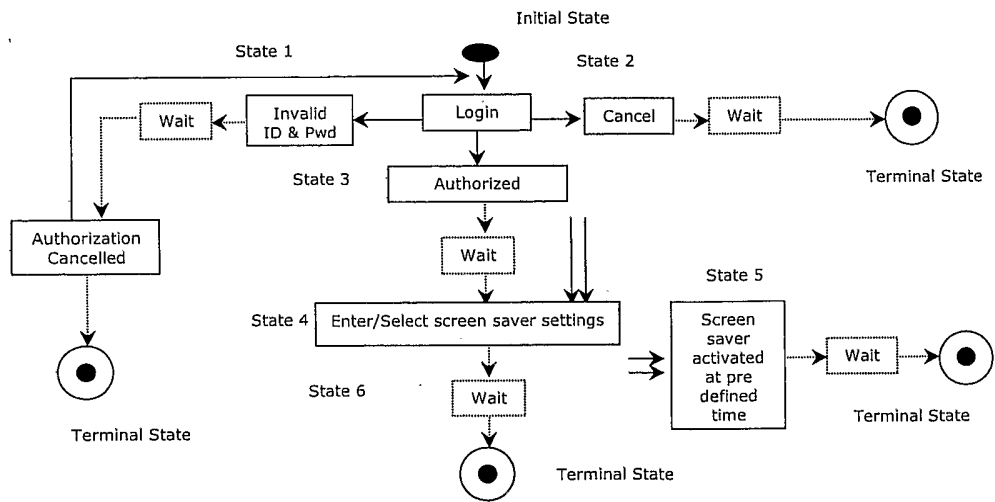 Initial State
State 1
State 2
Wait
Invalid
ID & Pwd
Login
Cancel
Wait
Terminal State
State 3
Authorized
Authorization
Cancelled
Wait
State 5
State 4
Enter/Select screen saver settings
Screen
saver
activated
at pre
defined
time
Wait
State 6
Wait
Terminal State
Terminal State
Terminal State